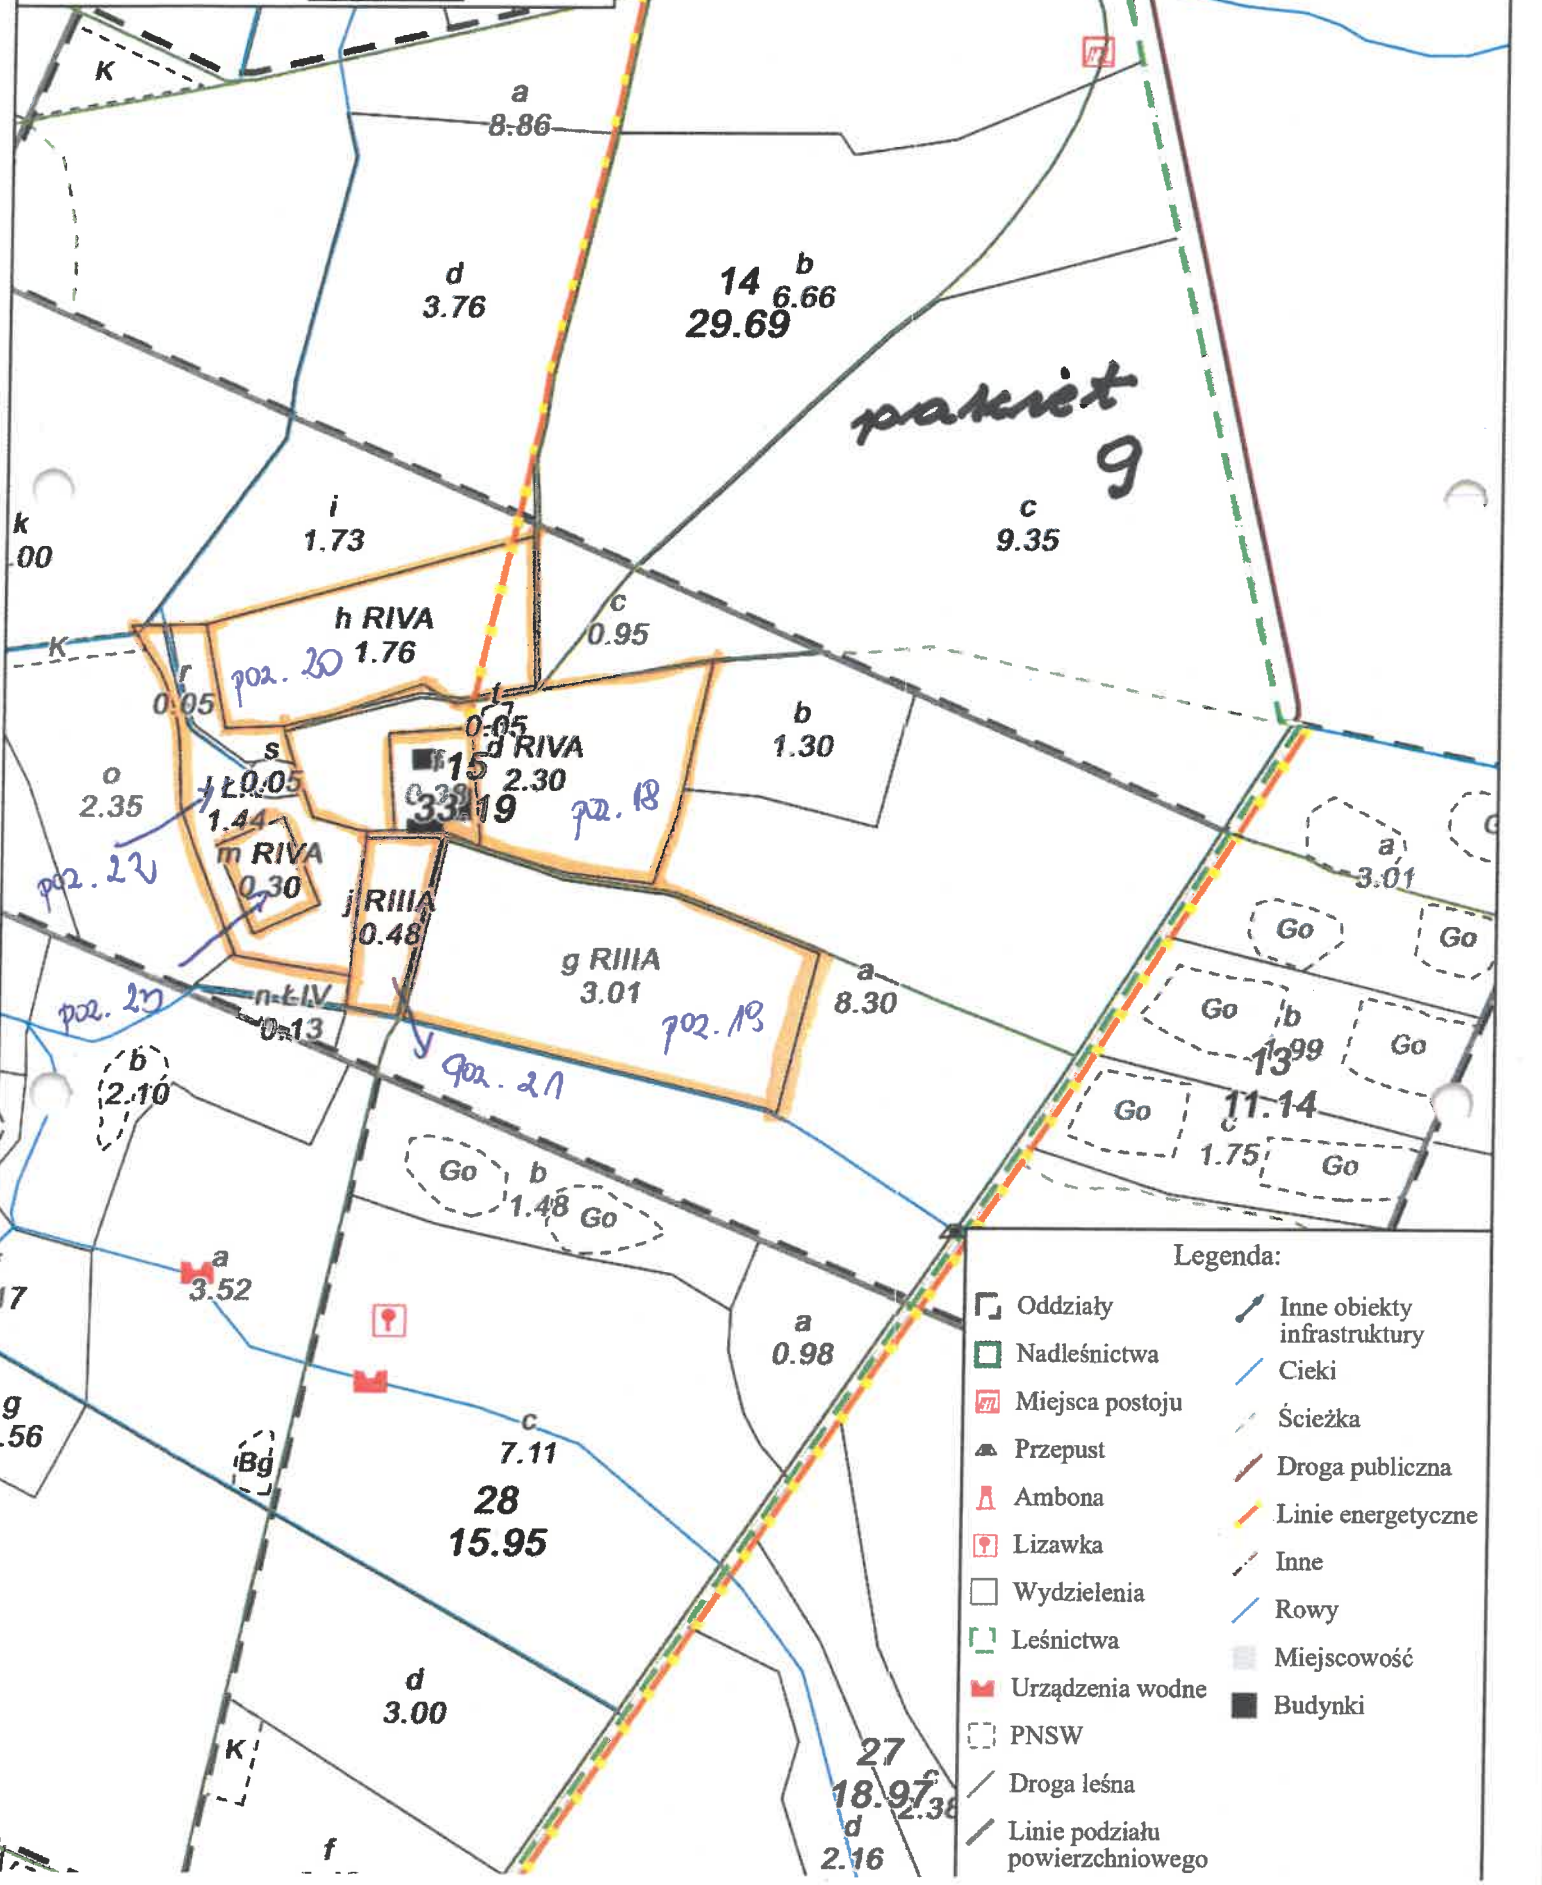 K
a
8.86
d
3.76
14
b
6.66
29.69
pakiet
9
c
9.35
k
.00
i
1.73
h RIVA
1.76
c
0.95
K
poz. 20
r
0.05
t
0.05
d RIVA
2.30
b
1.30
s
0.05
15
33.19
poz. 18
o
2.35
1.44
m RIVA
0.30
poz. 22
j RIIIA
0.48
g RIIIA
3.01
poz. 19
a
8.30
a
3.01
Go
Go
Go
b
1.99
Go
13
11.14
Go
c
1.75
Go
n ŁIV
0.13
poz. 21
b
2.10
Go
b
1.48
Go
a
3.52
7
a
0.98
g
.56
Bg
c
7.11
28
15.95
d
3.00
K
f
27
18.97
c
2.38
d
2.16
Legenda:
Oddziały
Nadleśnictwa
Miejsca postoju
Przepust
Ambona
Lizawka
Wydzielenia
Leśnictwa
Urządzenia wodne
PNSW
Droga leśna
Linie podziału
powierzchniowego
Inne obiekty
infrastruktury
Cieki
Ścieżka
Droga publiczna
Linie energetyczne
Inne
Rowy
Miejscowość
Budynki